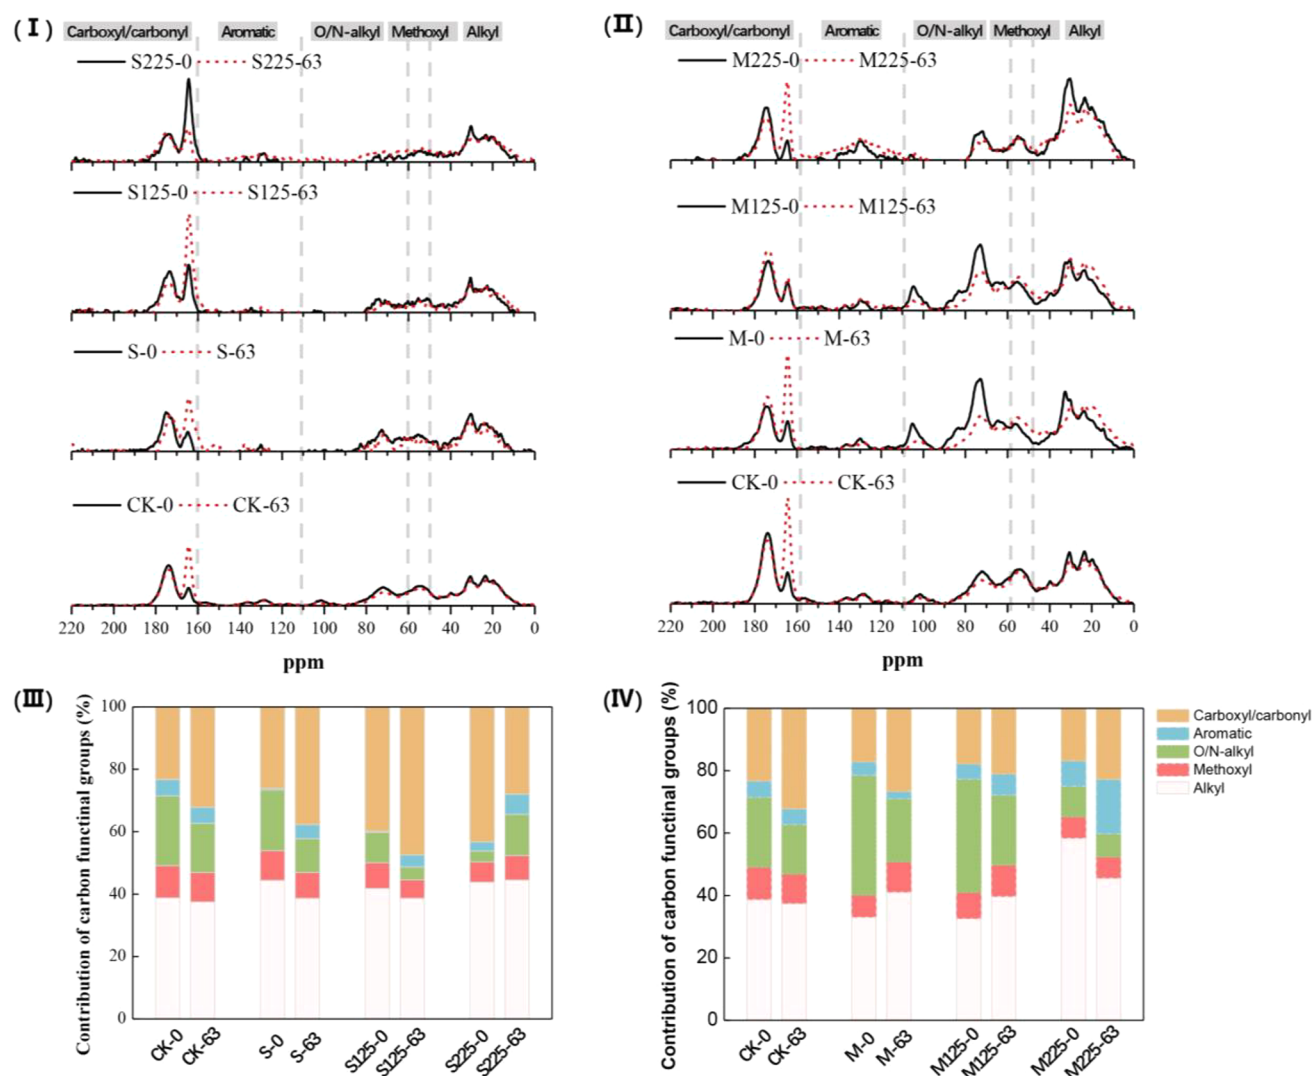 (Ⅰ)
Carboxyl/carbonyl Aromatic O/N-alkyl Methoxyl Alkyl
S225-0 S225-63
S125-0 S125-63
S-0 S-63
CK-0 CK-63
220 200 180 160 140 120 100 80 60 40 20 0
ppm
(Ⅱ)
Carboxyl/carbonyl Aromatic O/N-alkyl Methoxyl Alkyl
M225-0 M225-63
M125-0 M125-63
M-0 M-63
CK-0 CK-63
220 200 180 160 140 120 100 80 60 40 20 0
ppm
(Ⅲ)
Contribution of carbon functinal groups (%)
100
80
60
40
20
0
CK-0 CK-63 S-0 S-63 S125-0 S125-63 S225-0 S225-63
(Ⅳ)
Contribution of carbon functinal groups (%)
100
80
60
40
20
0
CK-0 CK-63 M-0 M-63 M125-0 M125-63 M225-0 M225-63
Carboxyl/carbonyl
Aromatic
O/N-alkyl
Methoxyl
Alkyl